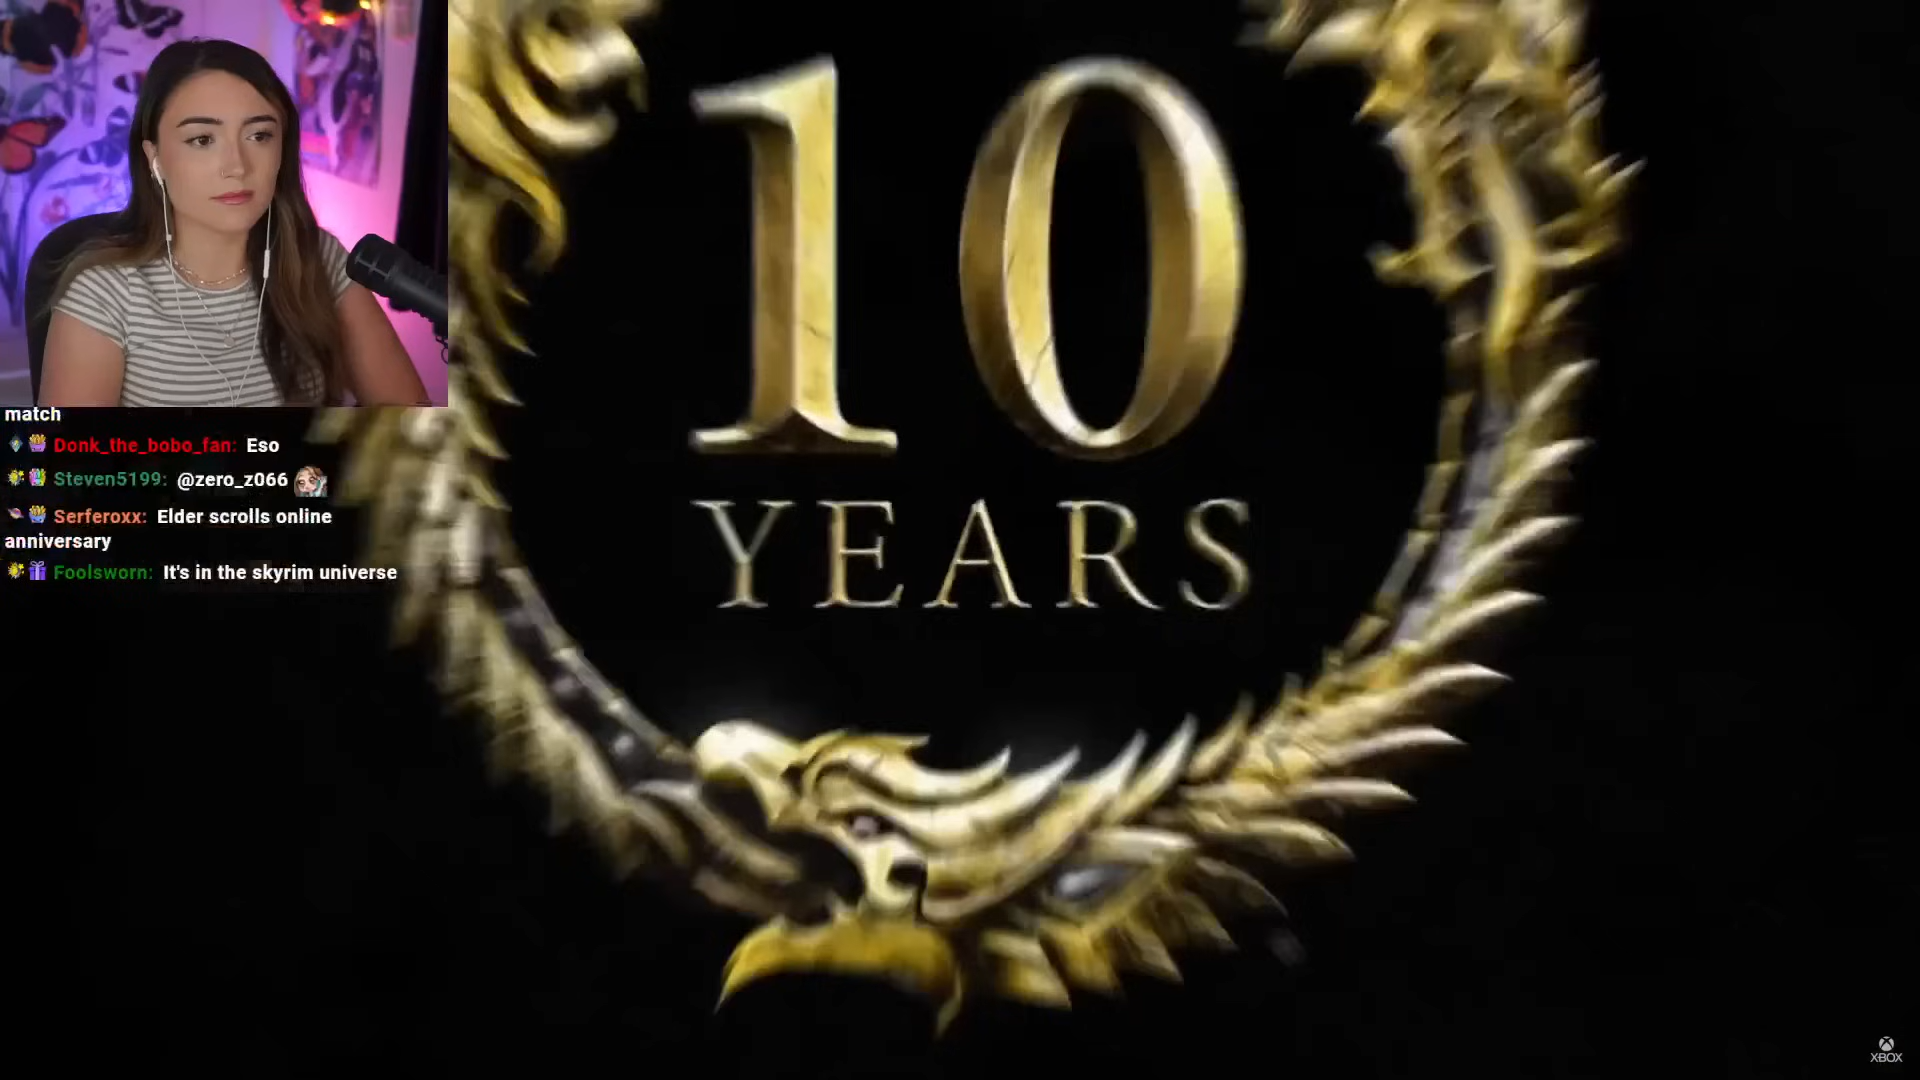 10
YEARS
match
Donk_the_bobo_fan: Eso
Steven5199: @zero_z066
Serferoxx: Elder scrolls online
anniversary
Foolsworn: It's in the skyrim universe
XBOX